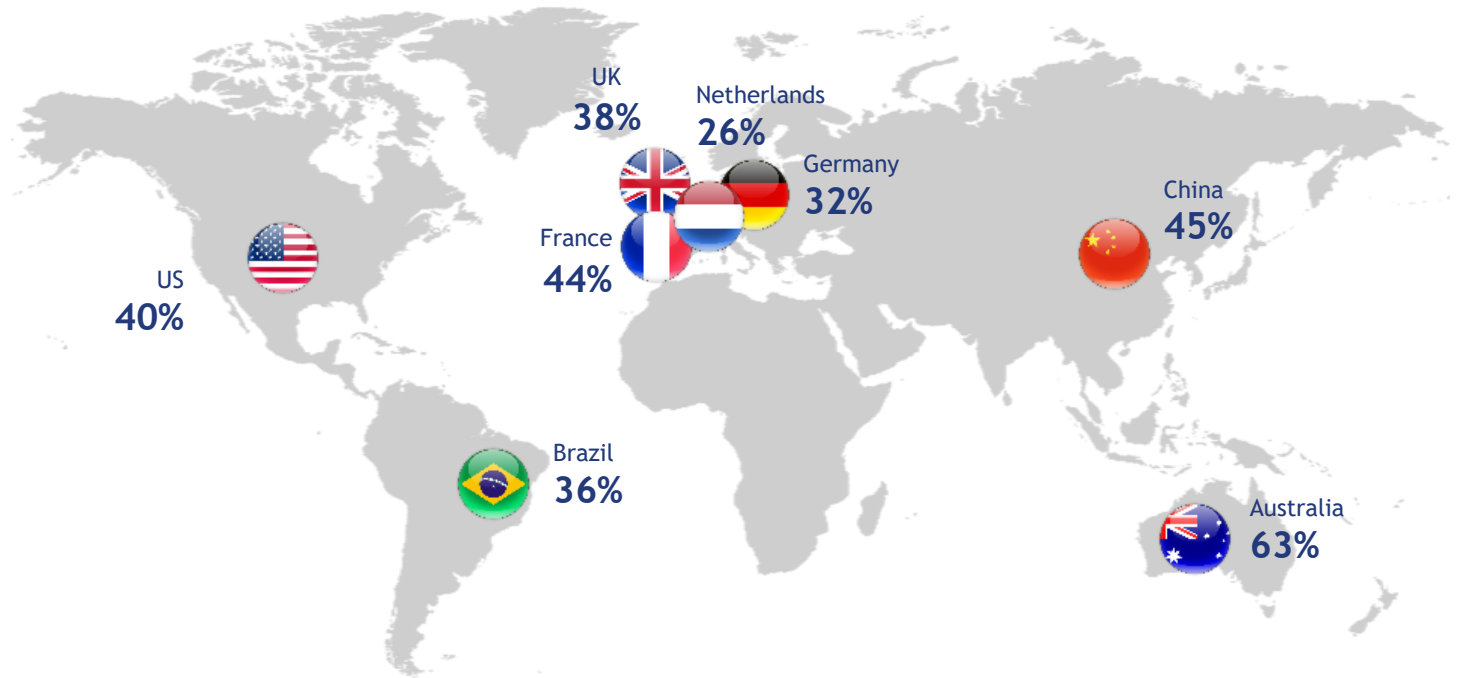 UK
38%
Netherlands
26%
Germany
32%
China
45%
France
44%
US
40%
Brazil
36%
Australia
63%